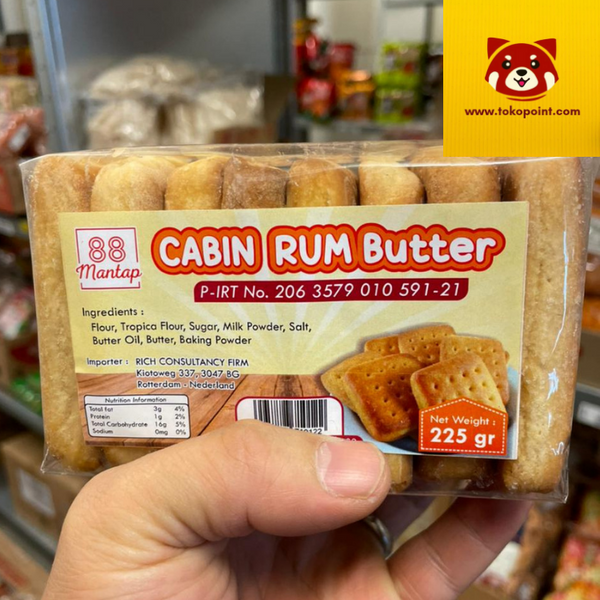 www.tokopoint.com
88
Mantap
CABIN RUM Butter
P-IRT No. 206 3579 010 591-21
Ingredients :
Flour, Tropica Flour, Sugar, Milk Powder, Salt,
Butter Oil, Butter, Baking Powder
Importer : RICH CONSULTANCY FIRM
Kiotoweg 337, 3047 BG
Rotterdam - Nederland
Nutrition Information
Total fat 3g 4%
Protein 1g 2%
Total Carbohydrate 16g 5%
Sodium 0mg 0%
Net Weight :
225 gr